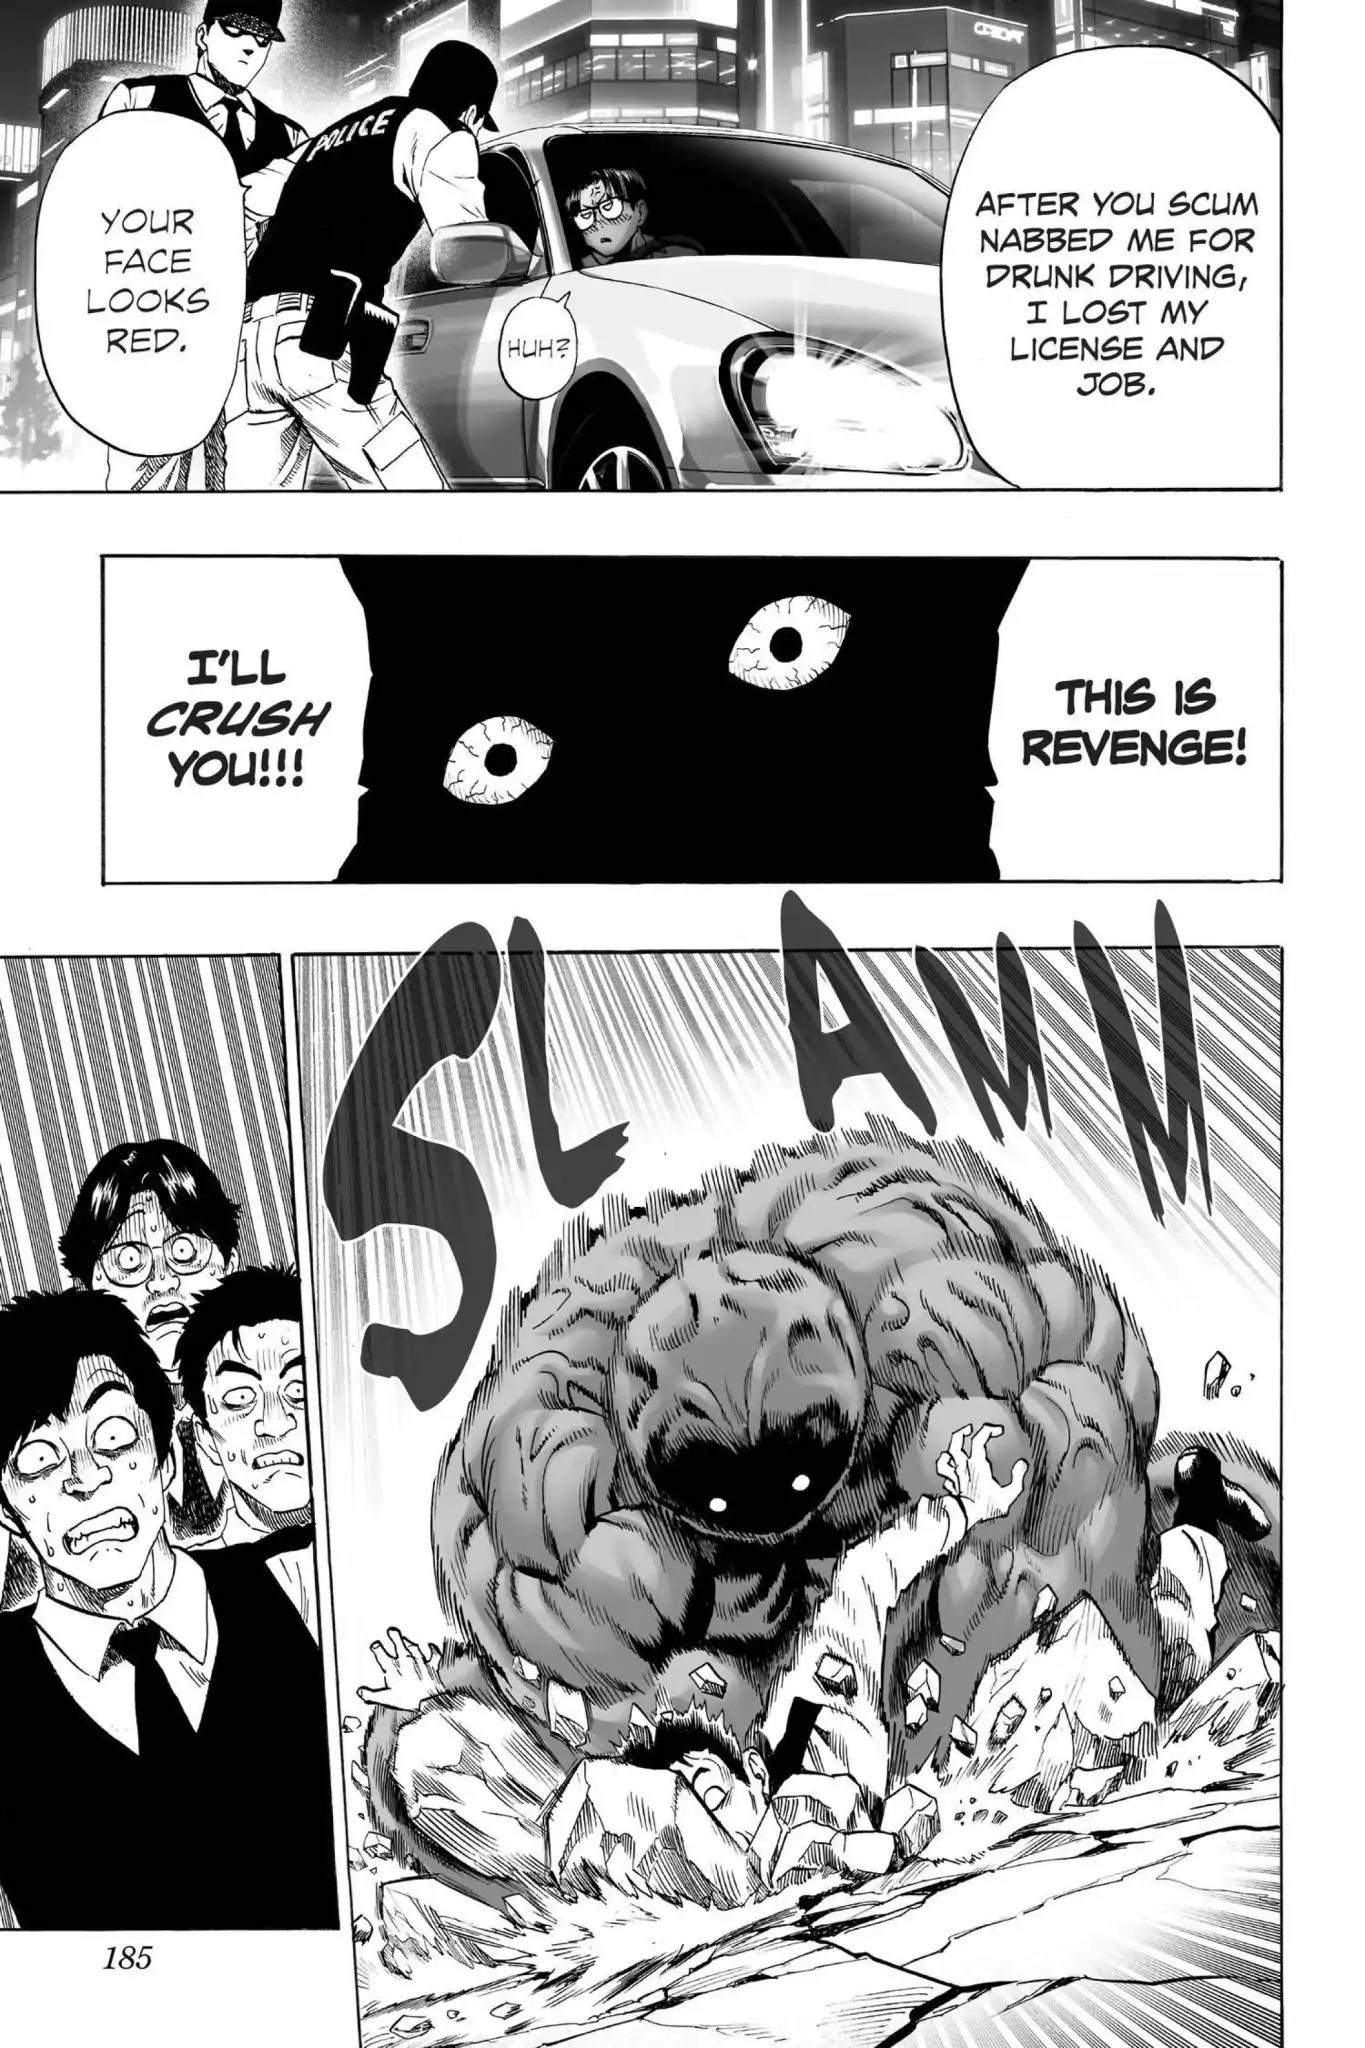 AFTER YOU SCUM
NABBED ME FOR
DRUNK DRIVING,
I LOST MY
LICENSE AND
JOB.
POLICE
HUH?
YOUR
FACE
LOOKS
RED.
THIS IS
REVENGE!
I'LL
CRUSH
YOU!!!
SLAMMM
185